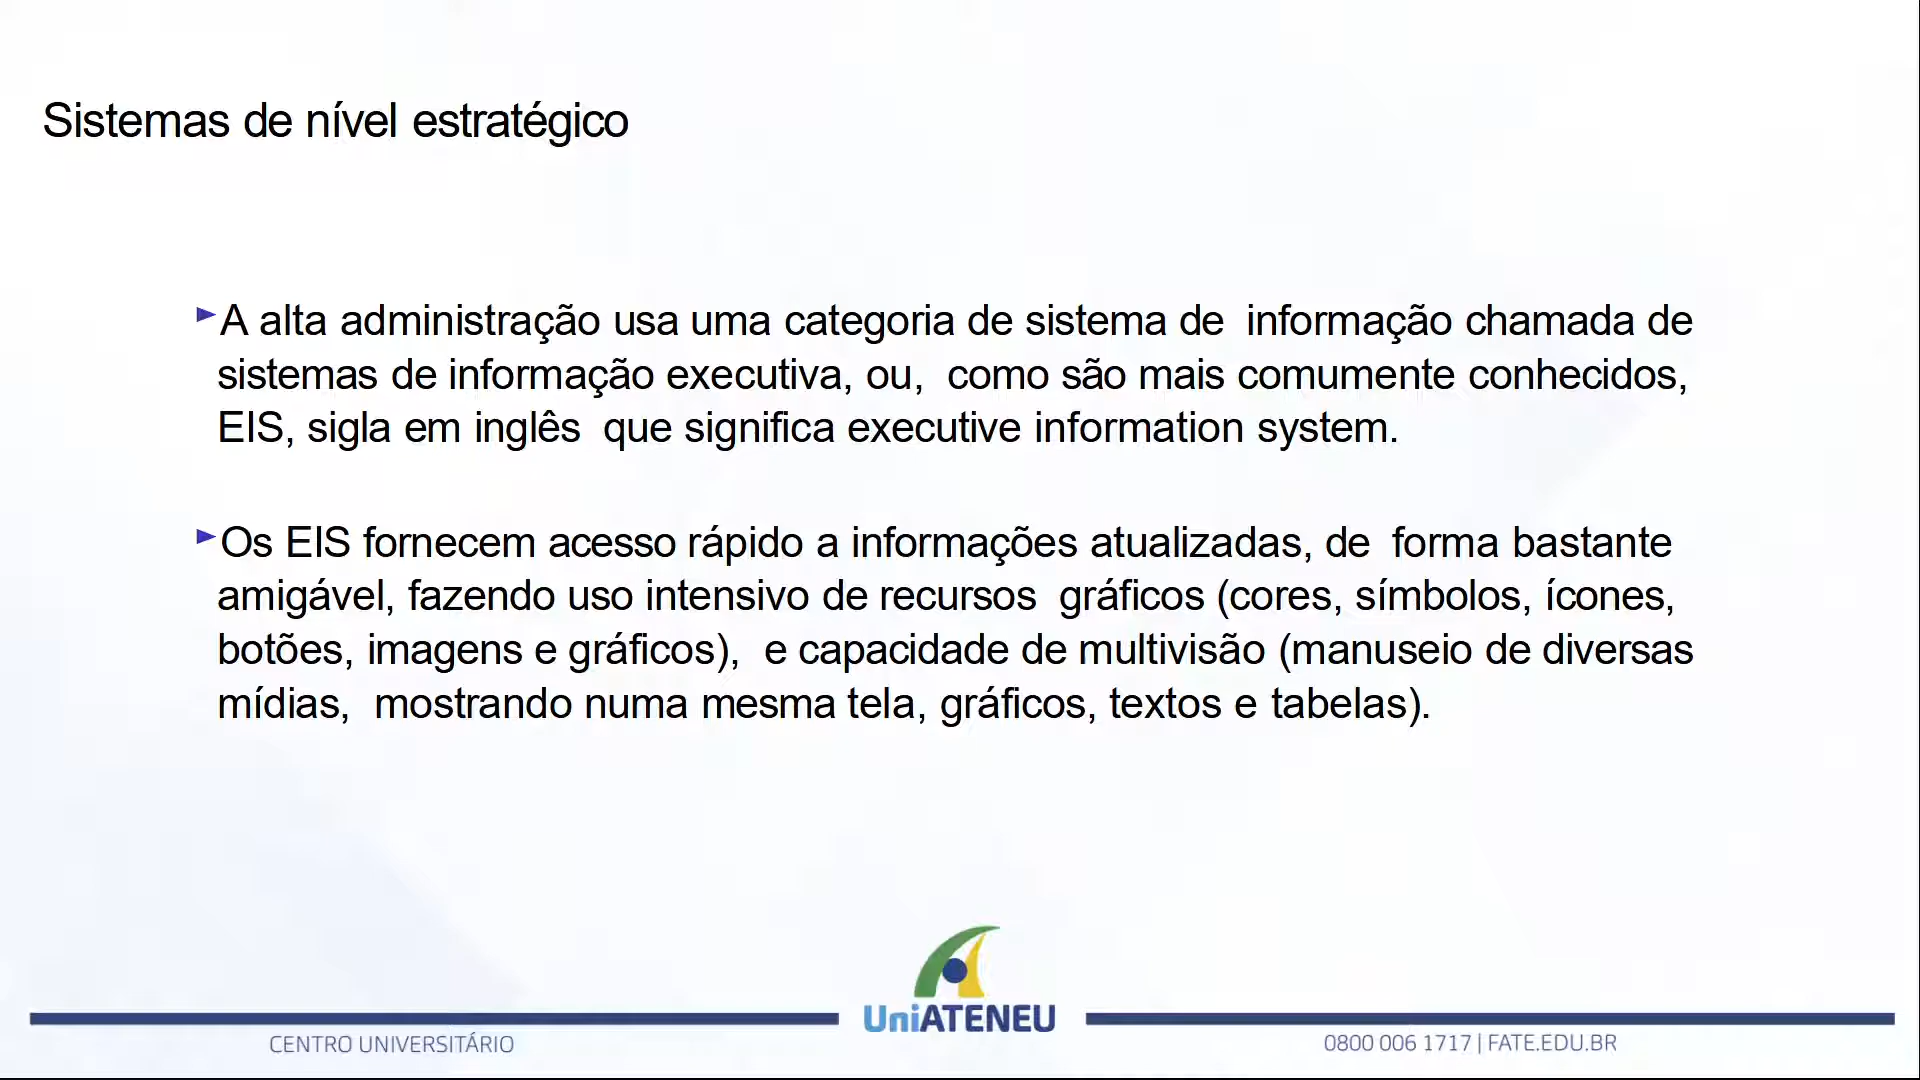 Sistemas de nível estratégico
►A alta administração usa uma categoria de sistema de informação chamada de
sistemas de informação executiva, ou, como são mais comumente conhecidos,
EIS, sigla em inglês que significa executive information system.
►Os EIS fornecem acesso rápido a informações atualizadas, de forma bastante
amigável, fazendo uso intensivo de recursos gráficos (cores, símbolos, ícones,
botões, imagens e gráficos), e capacidade de multivisão (manuseio de diversas
mídias, mostrando numa mesma tela, gráficos, textos e tabelas).
UniATENEU
CENTRO UNIVERSITÁRIO
0800 006 1717 | FATE.EDU.BR